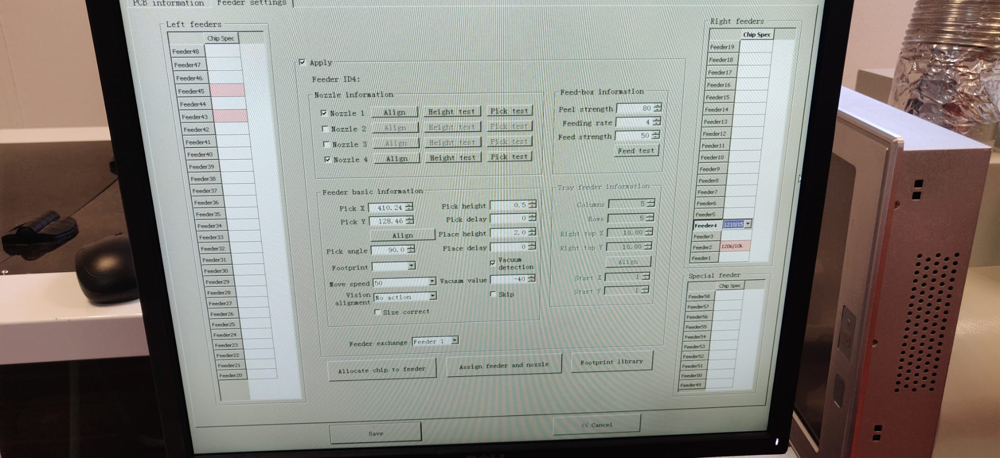 PCB information Feeder settings
Left feeders
Chip Spec
Feeder48
Feeder47
Feeder46
Feeder45
Feeder44
Feeder43
Feeder42
Feeder41
Feeder40
Feeder39
Feeder38
Feeder37
Feeder36
Feeder35
Feeder34
Feeder33
Feeder32
Feeder31
Feeder30
Feeder29
Feeder28
Feeder27
Feeder26
Feeder25
Feeder24
Feeder23
Feeder22
Feeder21
Feeder20
Apply
Feeder ID4:
Nozzle information
Nozzle 1 Align Height test Pick test
Nozzle 2 Align Height test Pick test
Nozzle 3 Align Height test Pick test
Nozzle 4 Align Height test Pick test
Feed-box information
Peel strength 80
Feeding rate 4
Feed strength 50
Feed test
Feeder basic information
Pick X 410.24
Pick Y 128.46
Align
Pick angle 90.0
Footprint
Move speed 50
Vision
alignment No action
Size correct
Pick height 0.5
Pick delay 0
Place height 2.0
Place delay 0
Vacuum
detection
Vacuum value -40
Skip
Tray feeder information
Columns 5
Rows 5
Right top X 10.00
Right top Y 10.00
Align
Start X 1
Start Y 1
Feeder exchange Feeder 1
Allocate chip to feeder Assign feeder and nozzle Footprint library
Right feeders
Chip Spec
Feeder19
Feeder18
Feeder17
Feeder16
Feeder15
Feeder14
Feeder13
Feeder12
Feeder11
Feeder10
Feeder9
Feeder8
Feeder7
Feeder6
Feeder5
Feeder4 1210/15
Feeder3
Feeder2 1206/10k
Feeder1
Special feeder
Chip Spec
Feeder58
Feeder57
Feeder56
Feeder55
Feeder54
Feeder53
Feeder52
Feeder51
Feeder50
Feeder49
Save << Cancel